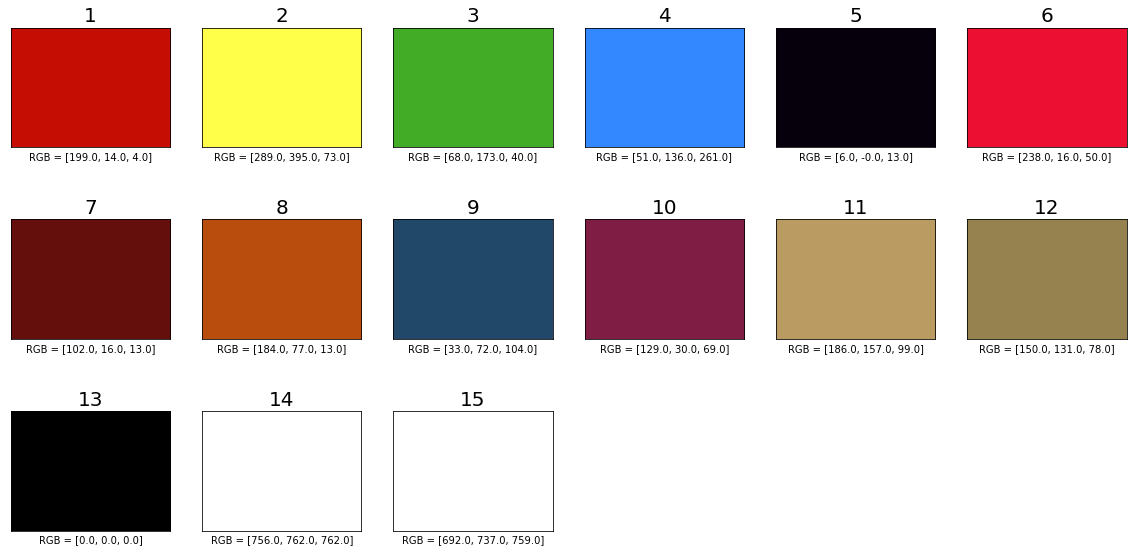 1 2 3 4 5 6
RGB = [199.0, 14.0, 4.0] RGB = [289.0, 395.0, 73.0] RGB = [68.0, 173.0, 40.0] RGB = [51.0, 136.0, 261.0] RGB = [6.0, -0.0, 13.0] RGB = [238.0, 16.0, 50.0]
7 8 9 10 11 12
RGB = [102.0, 16.0, 13.0] RGB = [184.0, 77.0, 13.0] RGB = [33.0, 72.0, 104.0] RGB = [129.0, 30.0, 69.0] RGB = [186.0, 157.0, 99.0] RGB = [150.0, 131.0, 78.0]
13 14 15
RGB = [0.0, 0.0, 0.0] RGB = [756.0, 762.0, 762.0] RGB = [692.0, 737.0, 759.0]